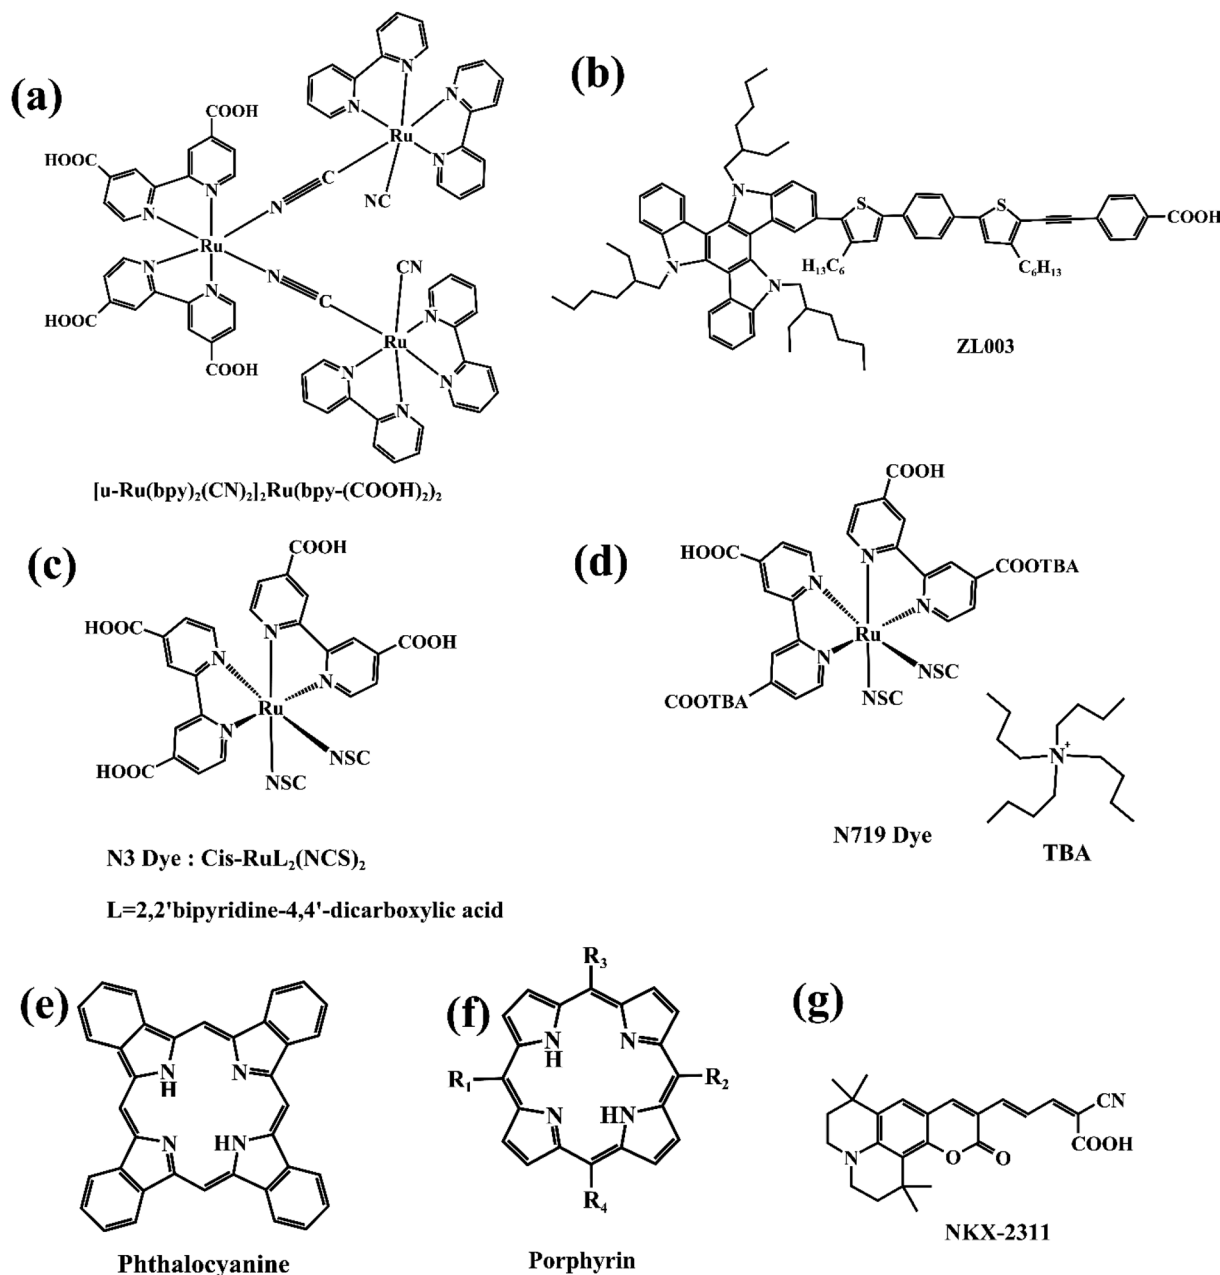 (a)
COOH
HOOC
N
N
N
N
Ru
NC
N
C
N
N
N
N
Ru
N
C
CN
Ru
N
N
N
N
HOOC
COOH
[u-Ru(bpy)₂(CN)₂]₂Ru(bpy-(COOH)₂)₂
(b)
N
N
N
S
S
H₁₃C₆
C₆H₁₃
COOH
ZL003
(c)
COOH
HOOC
COOH
N
N
N
N
Ru
HOOC
NSC
NSC
N3 Dye : Cis-RuL₂(NCS)₂
L=2,2'bipyridine-4,4'-dicarboxylic acid
(d)
COOH
HOOC
COOTBA
N
N
N
N
Ru
COOTBA
NSC
NSC
N719 Dye
N⁺
TBA
(e)
N
H
N
N
HN
Phthalocyanine
(f)
R₃
N
H
N
R₁
R₂
N
HN
R₄
Porphyrin
(g)
N
O
O
CN
COOH
NKX-2311